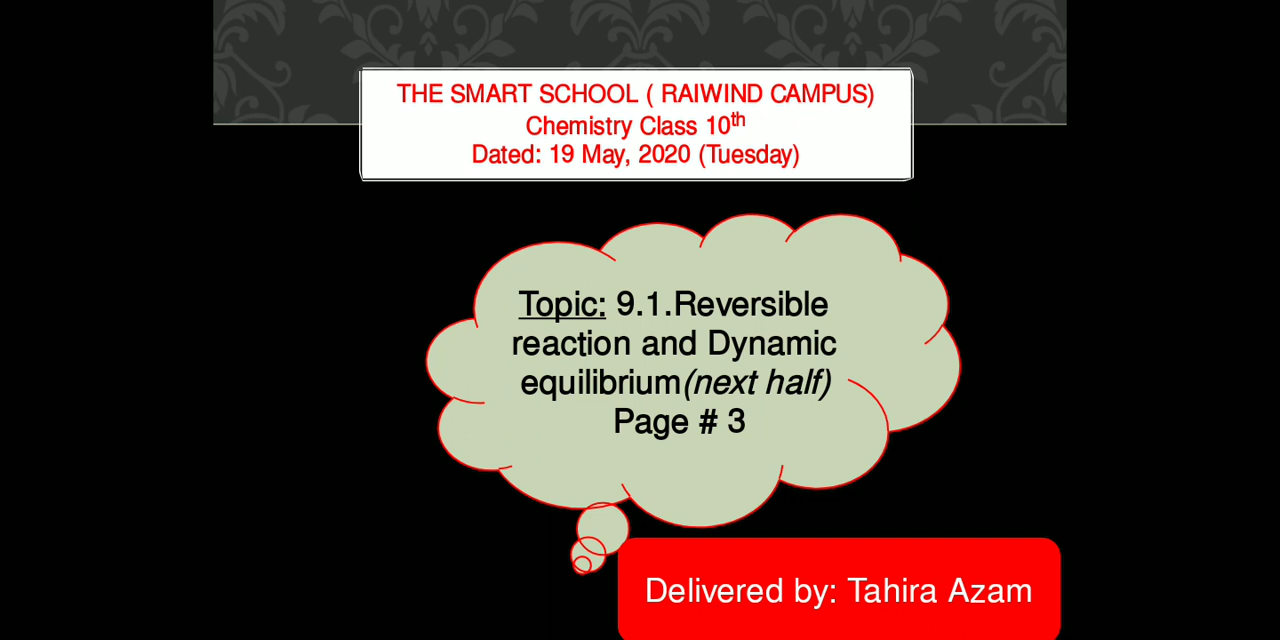 THE SMART SCHOOL ( RAIWIND CAMPUS)
Chemistry Class 10th
Dated: 19 May, 2020 (Tuesday)
Topic: 9.1.Reversible
reaction and Dynamic
equilibrium(next half)
Page # 3
Delivered by: Tahira Azam